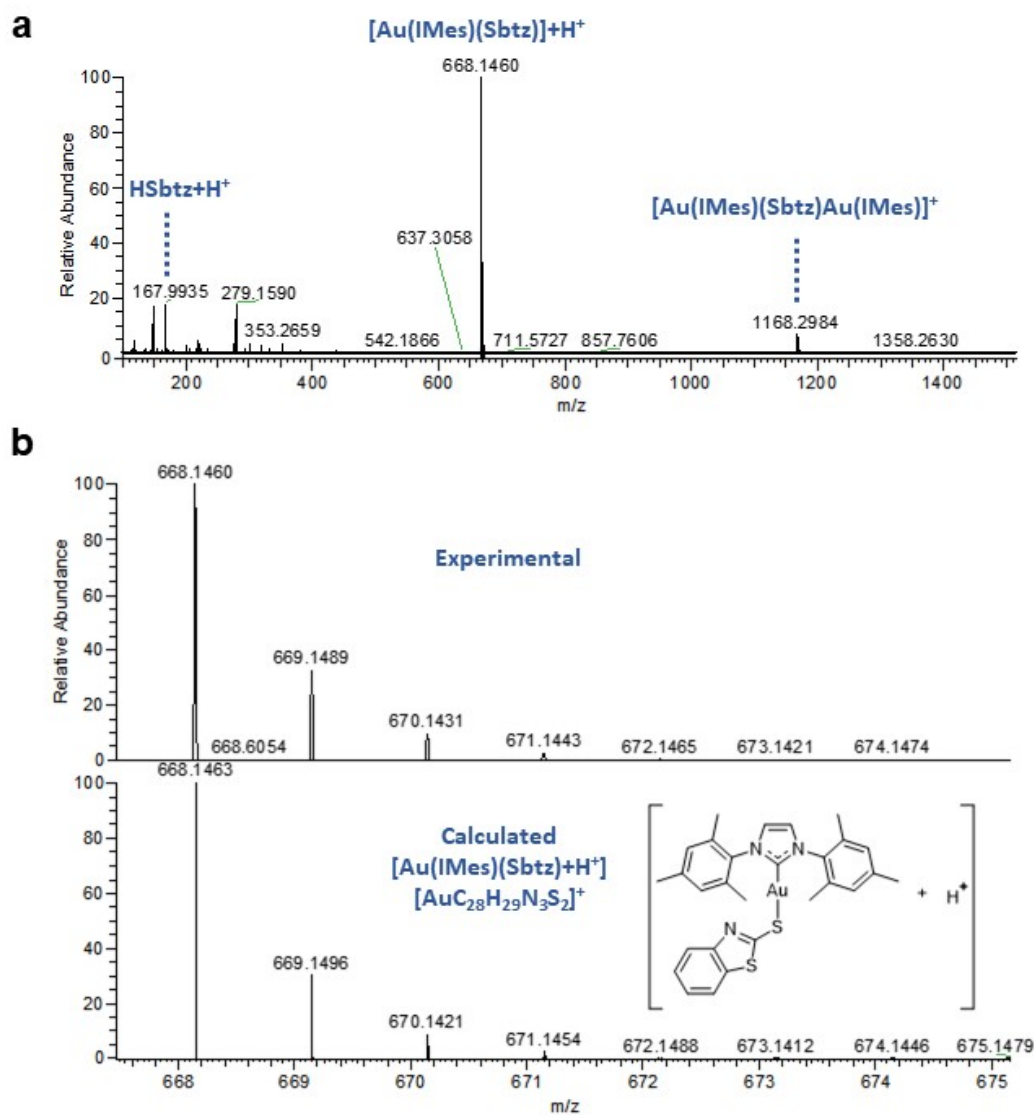 a
[Au(IMes)(Sbtz)]+H⁺
668.1460
100
80
60
40
20
0
Relative Abundance
HSbtz+H⁺
[Au(IMes)(Sbtz)Au(IMes)]⁺
637.3058
167.9935 279.1590
353.2659
542.1866
711.5727 857.7606
1168.2984
1358.2630
200 400 600 800 1000 1200 1400
m/z
b
668.1460
100
80
60
40
20
0
Relative Abundance
Experimental
669.1489
670.1431
668.6054
671.1443
672.1465 673.1421 674.1474
668.1463
100
80
60
40
20
0
Calculated
[Au(IMes)(Sbtz)+H⁺]
[AuC₂₈H₂₉N₃S₂]⁺
N N
Au
S
N
S
+ H⁺
669.1496
670.1421
671.1454
672.1488 673.1412 674.1446 675.1479
668 669 670 671 672 673 674 675
m/z